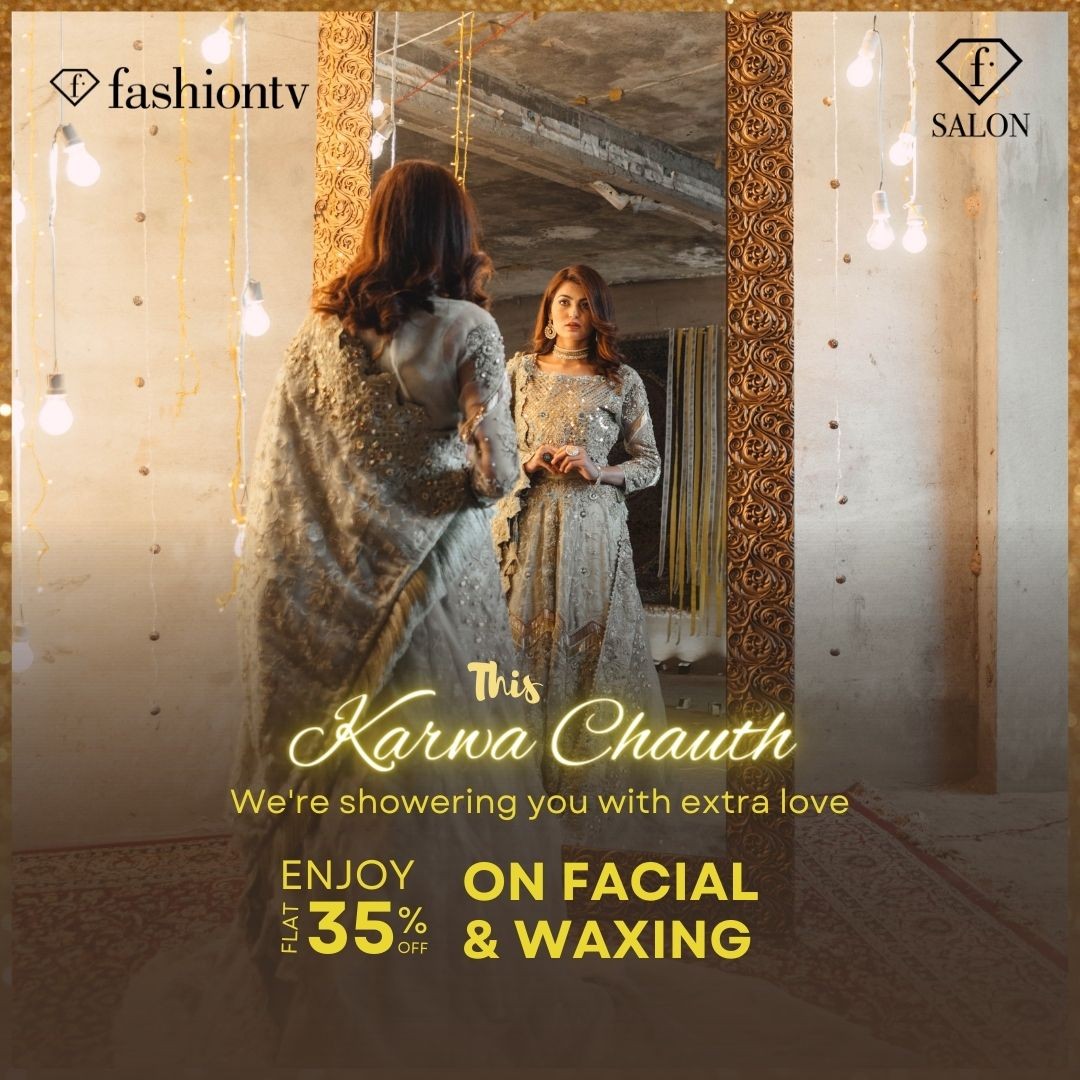 fashiontv
SALON
This
Karwa Chauth
We're showering you with extra love
ENJOY
FLAT 35% OFF
ON FACIAL
& WAXING